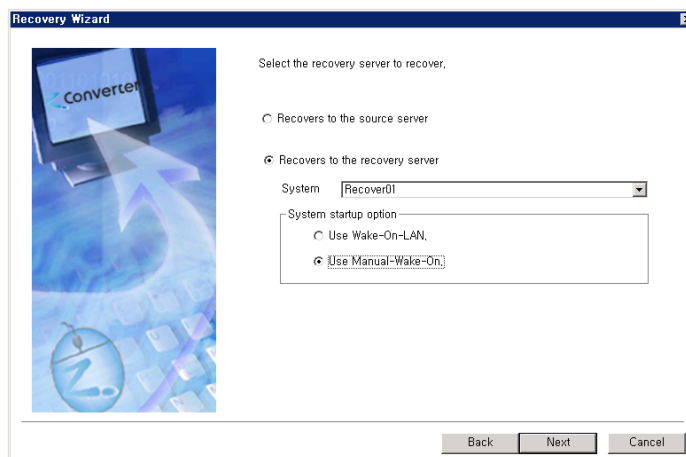 Recovery Wizard
Converter
Select the recovery server to recover,
Recovers to the source server
Recovers to the recovery server
System Recover01
System startup option
Use Wake-On-LAN,
Use Manual-Wake-On,
Back Next Cancel